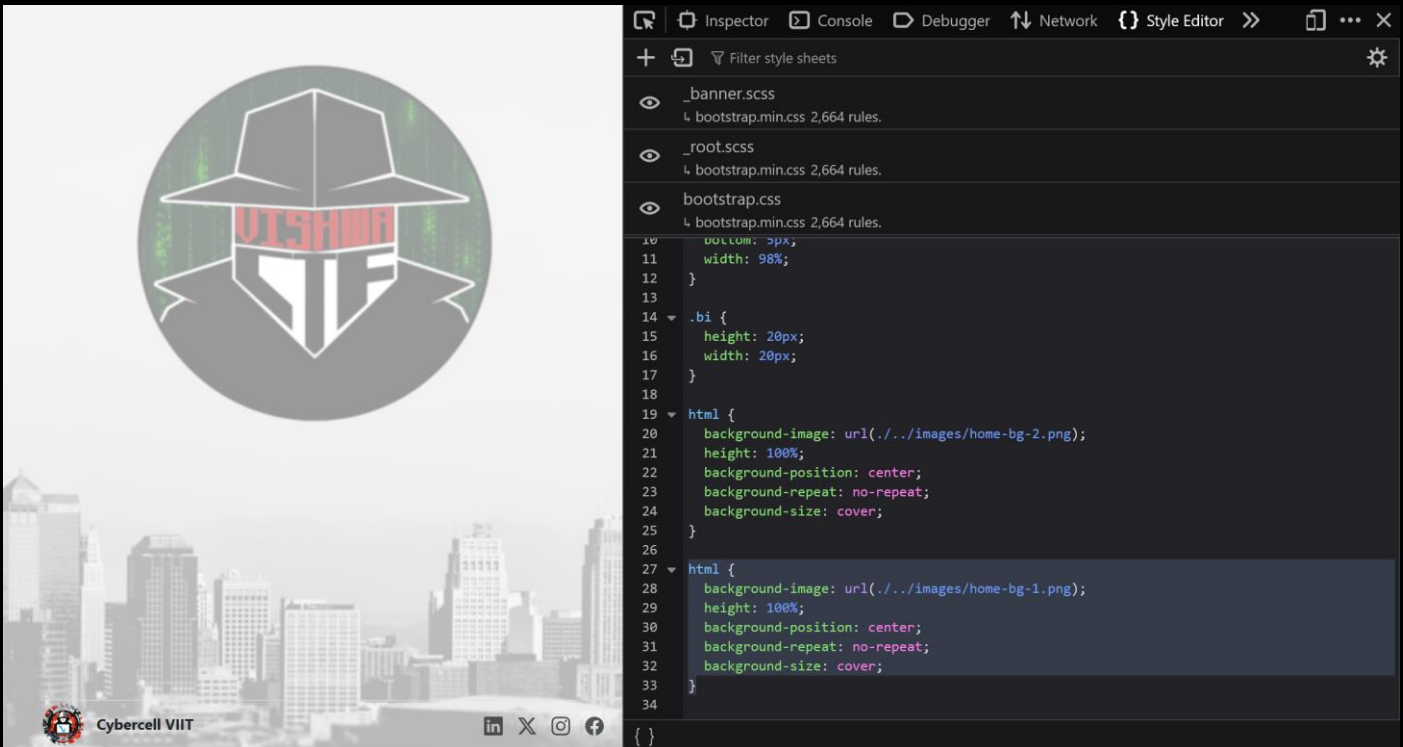 VISHWA
CTF
Cybercell VIIT
Inspector Console Debugger Network {} Style Editor
Filter style sheets
_banner.scss
↳ bootstrap.min.css 2,664 rules.
_root.scss
↳ bootstrap.min.css 2,664 rules.
bootstrap.css
↳ bootstrap.min.css 2,664 rules.
10 bottom: 5px;
11 width: 98%;
12 }
13
14 .bi {
15 height: 20px;
16 width: 20px;
17 }
18
19 html {
20 background-image: url(./../images/home-bg-2.png);
21 height: 100%;
22 background-position: center;
23 background-repeat: no-repeat;
24 background-size: cover;
25 }
26
27 html {
28 background-image: url(./../images/home-bg-1.png);
29 height: 100%;
30 background-position: center;
31 background-repeat: no-repeat;
32 background-size: cover;
33 }
34
{ }